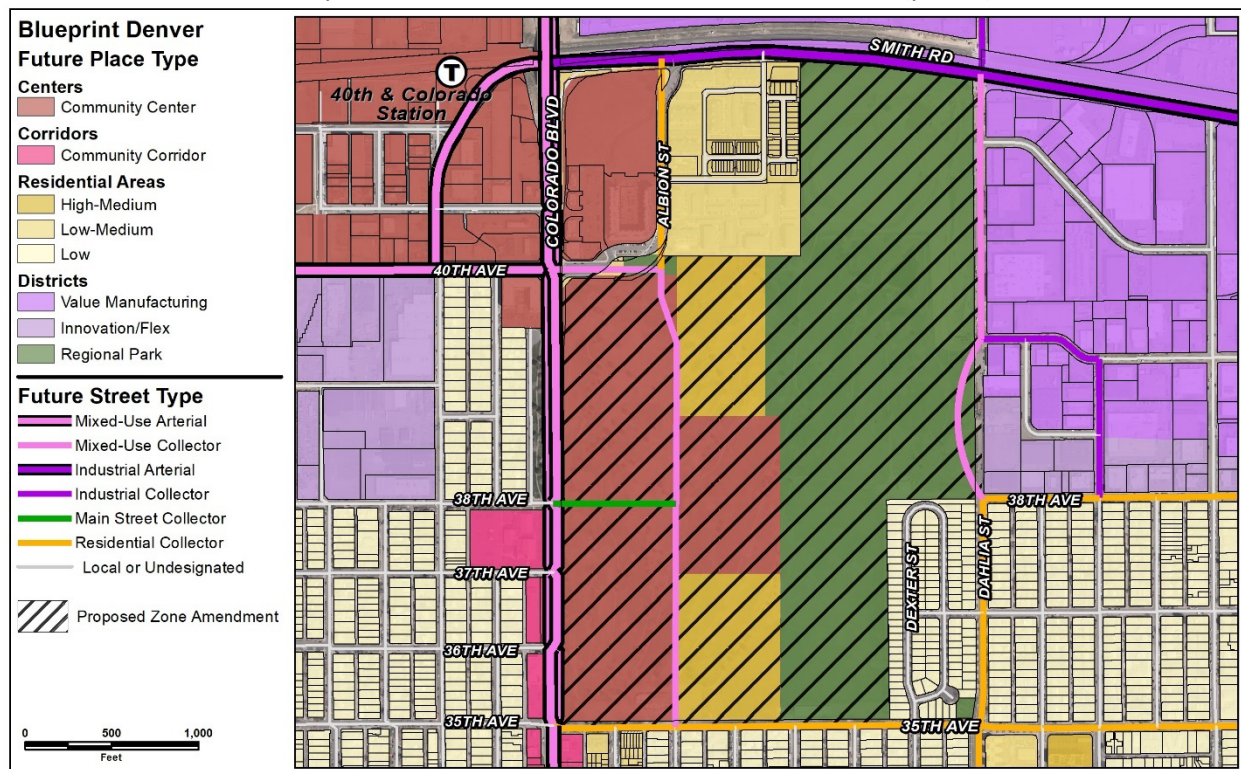 Blueprint Denver
Future Place Type
Centers
Community Center
Corridors
Community Corridor
Residential Areas
High-Medium
Low-Medium
Low
Districts
Value Manufacturing
Innovation/Flex
Regional Park
Future Street Type
Mixed-Use Arterial
Mixed-Use Collector
Industrial Arterial
Industrial Collector
Main Street Collector
Residential Collector
Local or Undesignated
Proposed Zone Amendment
0 500 1,000
Feet
SMITH RD
T
40th & Colorado
Station
COLORADO BLVD
ALBION ST
40TH AVE
38TH AVE
38TH AVE
37TH AVE
DEXTER ST
DAHLIA ST
36TH AVE
35TH AVE
35TH AVE